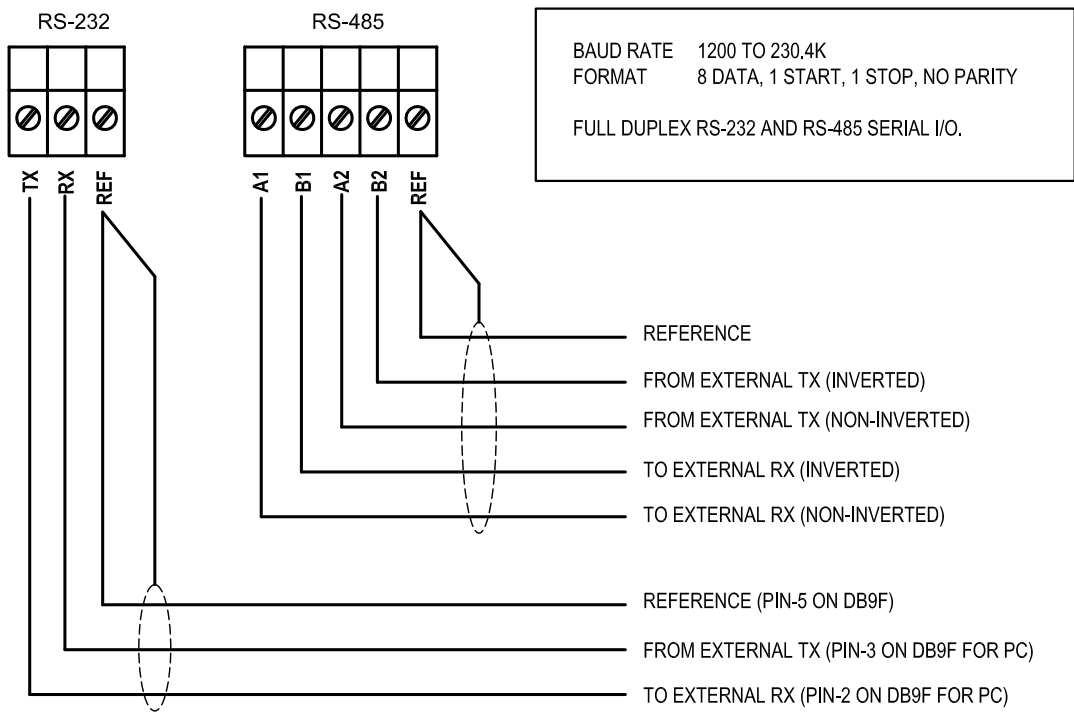 RS-232
RS-485
BAUD RATE 1200 TO 230.4K
FORMAT 8 DATA, 1 START, 1 STOP, NO PARITY
FULL DUPLEX RS-232 AND RS-485 SERIAL I/O.
TX
RX
REF
A1
B1
A2
B2
REF
REFERENCE
FROM EXTERNAL TX (INVERTED)
FROM EXTERNAL TX (NON-INVERTED)
TO EXTERNAL RX (INVERTED)
TO EXTERNAL RX (NON-INVERTED)
REFERENCE (PIN-5 ON DB9F)
FROM EXTERNAL TX (PIN-3 ON DB9F FOR PC)
TO EXTERNAL RX (PIN-2 ON DB9F FOR PC)